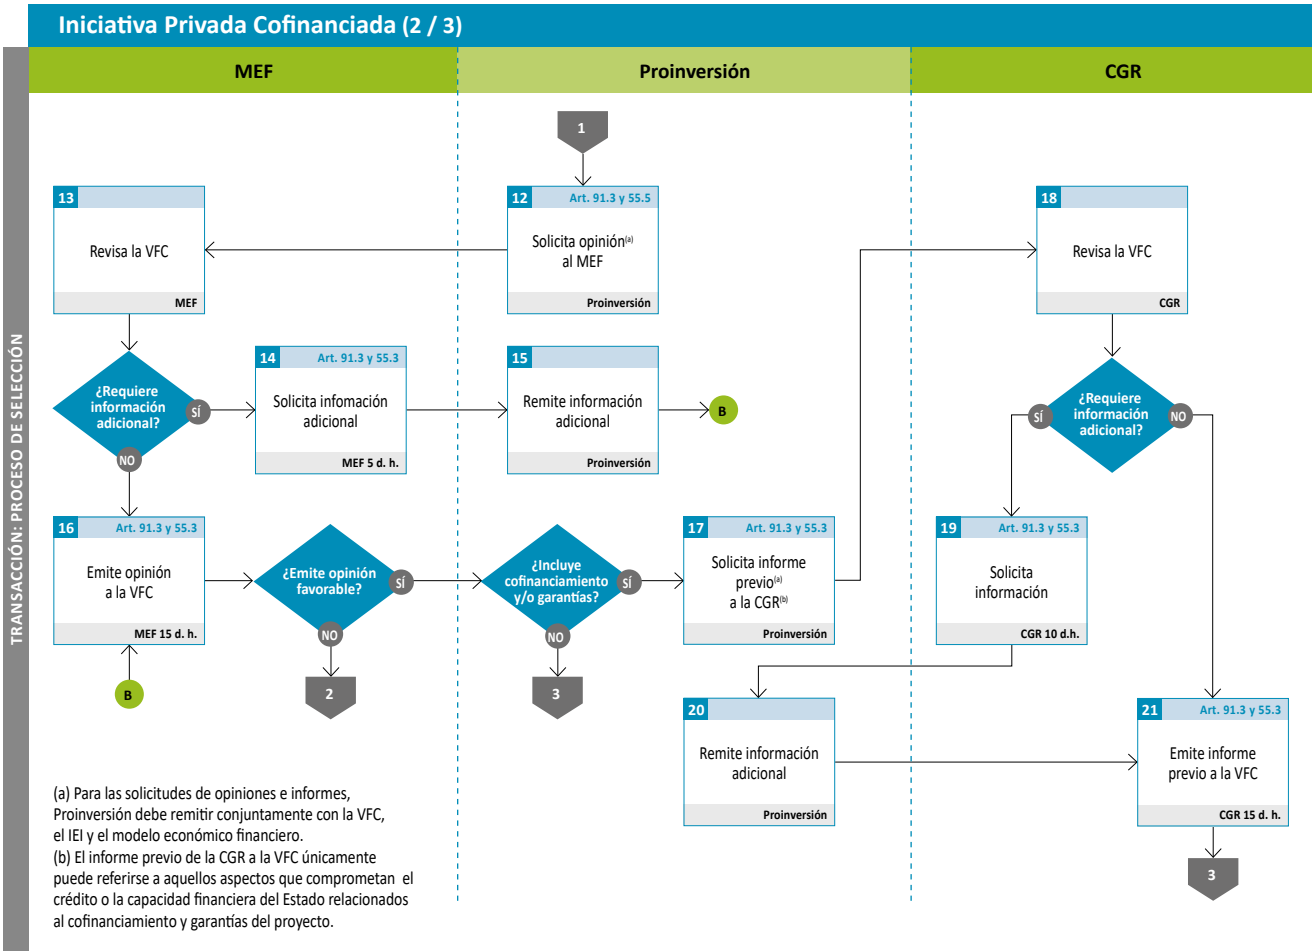 Iniciativa Privada Cofinanciada (2 / 3)
MEF
Proinversión
CGR
TRANSACCIÓN: PROCESO DE SELECCIÓN
1
13
Revisa la VFC
MEF
12
Art. 91.3 y 55.5
Solicita opinión(a)
al MEF
Proinversión
18
Revisa la VFC
CGR
¿Requiere
información
adicional?
SÍ
NO
14
Art. 91.3 y 55.3
Solicita infomación
adicional
MEF 5 d. h.
15
Remite información
adicional
Proinversión
B
¿Requiere
información
adicional?
SÍ
NO
16
Art. 91.3 y 55.3
Emite opinión
a la VFC
MEF 15 d. h.
B
¿Emite opinión
favorable?
SÍ
NO
2
¿Incluye
cofinanciamiento
y/o garantías?
SÍ
NO
3
17
Art. 91.3 y 55.3
Solicita informe
previo(a)
a la CGR(b)
Proinversión
19
Art. 91.3 y 55.3
Solicita
información
CGR 10 d.h.
20
Remite información
adicional
Proinversión
21
Art. 91.3 y 55.3
Emite informe
previo a la VFC
CGR 15 d. h.
3
(a) Para las solicitudes de opiniones e informes,
Proinversión debe remitir conjuntamente con la VFC,
el IEI y el modelo económico financiero.
(b) El informe previo de la CGR a la VFC únicamente
puede referirse a aquellos aspectos que comprometan el
crédito o la capacidad financiera del Estado relacionados
al cofinanciamiento y garantías del proyecto.